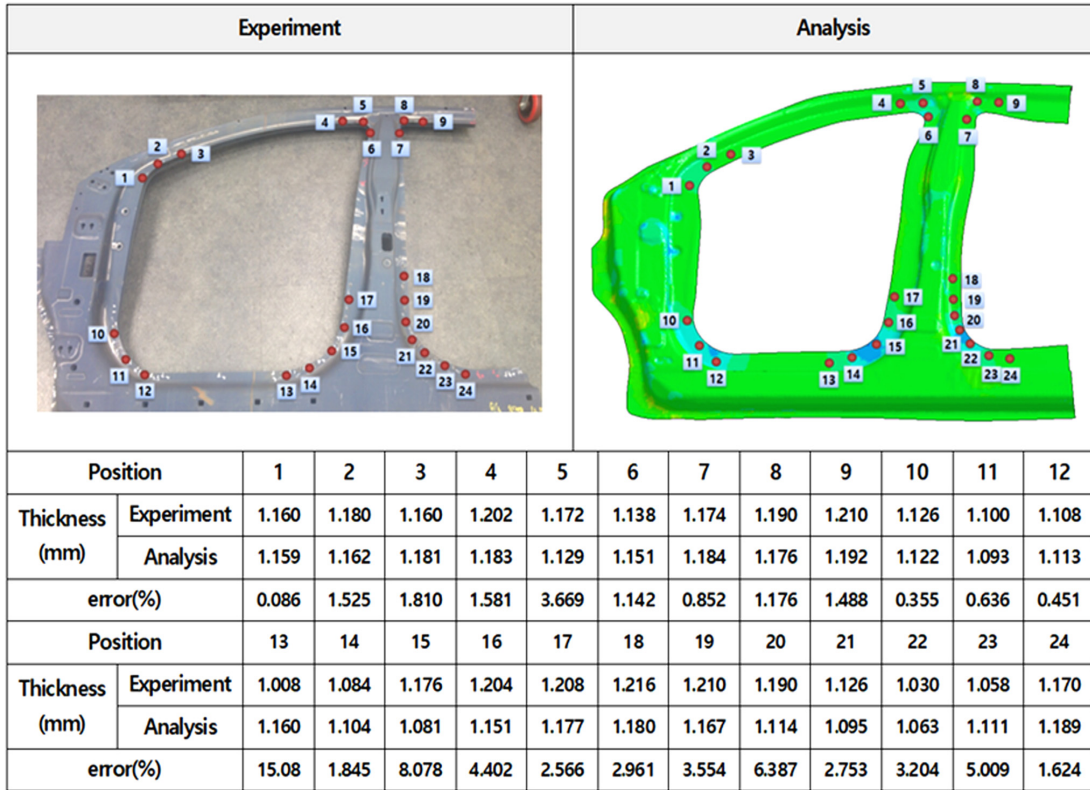 Experiment Analysis
5 8
4 9
6 7
2
3
1
18
17 19
16 20
10
15 21
11 22
14 23
12 13 24
5 8
4 9
6 7
2
3
1
18
17 19
16 20
10
15 21
11 22
14 23
12 13 24
Position 1 2 3 4 5 6 7 8 9 10 11 12
Thickness (mm) Experiment 1.160 1.180 1.160 1.202 1.172 1.138 1.174 1.190 1.210 1.126 1.100 1.108
Analysis 1.159 1.162 1.181 1.183 1.129 1.151 1.184 1.176 1.192 1.122 1.093 1.113
error(%) 0.086 1.525 1.810 1.581 3.669 1.142 0.852 1.176 1.488 0.355 0.636 0.451
Position 13 14 15 16 17 18 19 20 21 22 23 24
Thickness (mm) Experiment 1.008 1.084 1.176 1.204 1.208 1.216 1.210 1.190 1.126 1.030 1.058 1.170
Analysis 1.160 1.104 1.081 1.151 1.177 1.180 1.167 1.114 1.095 1.063 1.111 1.189
error(%) 15.08 1.845 8.078 4.402 2.566 2.961 3.554 6.387 2.753 3.204 5.009 1.624